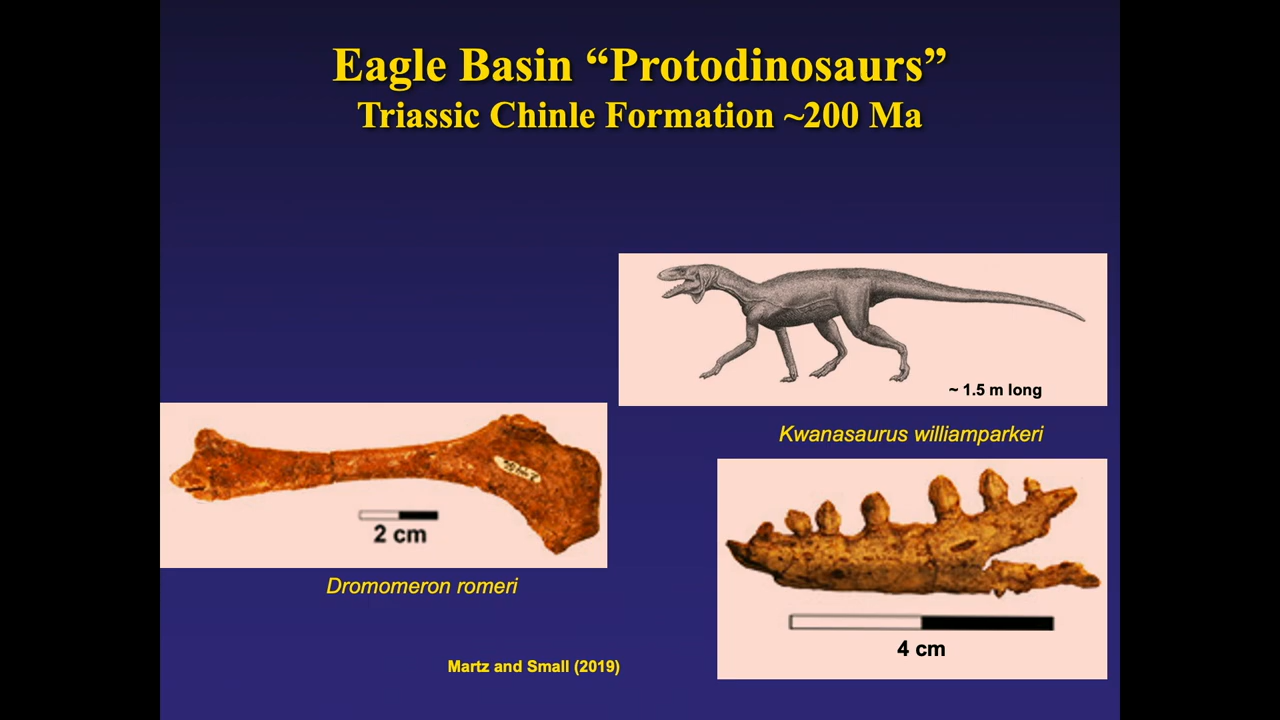 Eagle Basin “Protodinosaurs”
Triassic Chinle Formation ~200 Ma
~ 1.5 m long
Kwanasaurus williamparkeri
2 cm
Dromomeron romeri
4 cm
Martz and Small (2019)